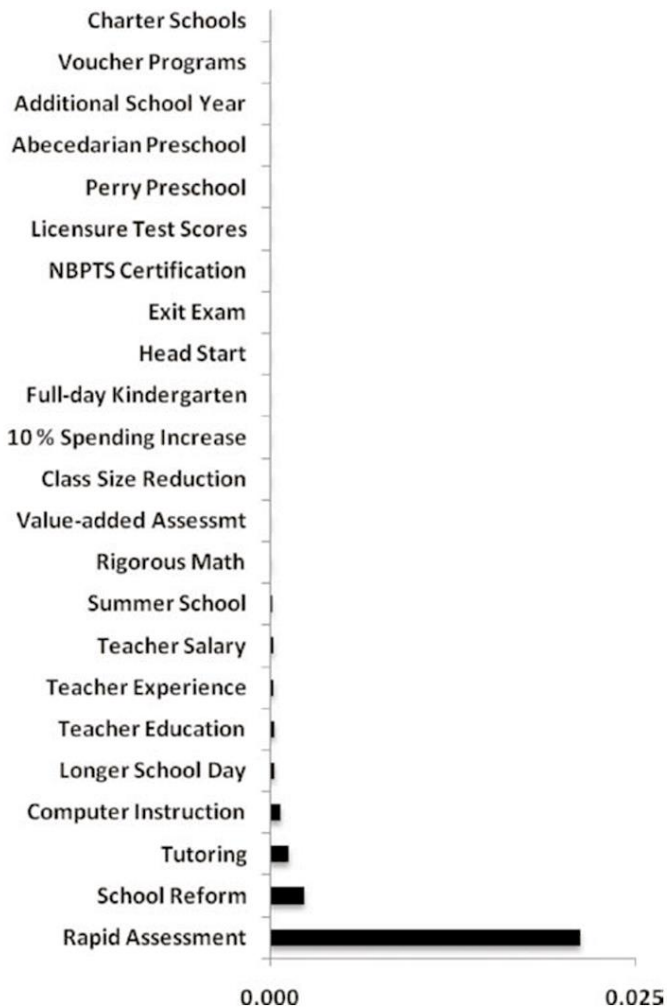 Charter Schools
Voucher Programs
Additional School Year
Abecedarian Preschool
Perry Preschool
Licensure Test Scores
NBPTS Certification
Exit Exam
Head Start
Full-day Kindergarten
10 % Spending Increase
Class Size Reduction
Value-added Assessmt
Rigorous Math
Summer School
Teacher Salary
Teacher Experience
Teacher Education
Longer School Day
Computer Instruction
Tutoring
School Reform
Rapid Assessment
0.000 0.025